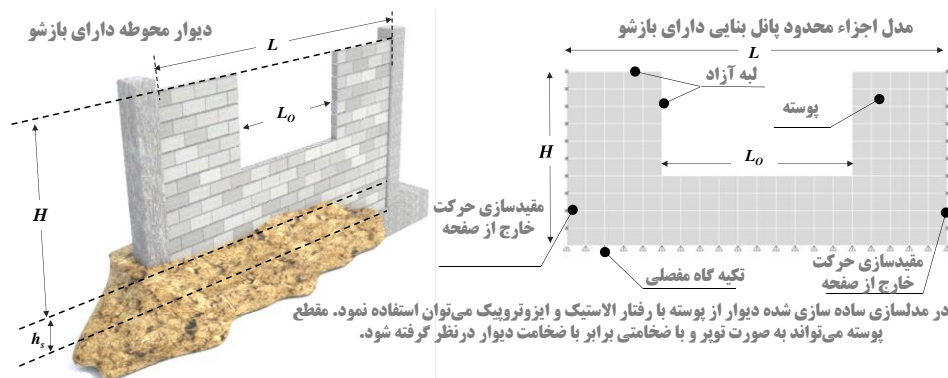 دیوار محوطه دارای بازشو
L
L_O
H
h_s
مدل اجزاء محدود پانل بنایی دارای بازشو
L
لبه آزاد
پوسته
H
L_O
مقیدسازی حرکت
خارج از صفحه
مقیدسازی حرکت
خارج از صفحه
تکیه گاه مفصلی
در مدلسازی ساده سازی شده دیوار از پوسته با رفتار الاستیک و ایزوتروپیک می‌توان استفاده نمود. مقطع
پوسته می‌تواند به صورت توپر و با ضخامتی برابر با ضخامت دیوار درنظر گرفته شود.